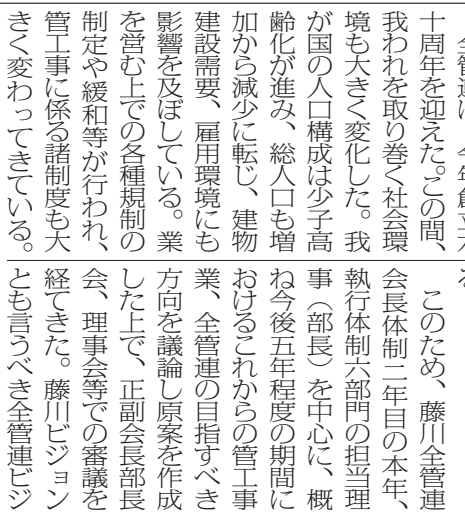 全管連は、今年創立六
十周年を迎えた。この間、
我われを取り巻く社会環
境も大きく変化した。我
が国の人口構成は少子高
齢化が進み、総人口も増
加から減少に転じ、建物
建設需要、雇用環境にも
影響を及ぼしている。業
を営む上での各種規制の
制定や緩和等が行われ、
管工事に係る諸制度も大
きく変わってきている。
る。
このため、藤川全管連
会長体制二年目の本年、
執行体制六部門の担当理
事（部長）を中心に、概
ね今後五年程度の期間に
おけるこれからの管工事
業、全管連の目指すべき
方向を議論し原案を作成
した上で、正副会長部長
会、理事会等での審議を
経てきた。藤川ビジョン
とも言うべき全管連ビジ